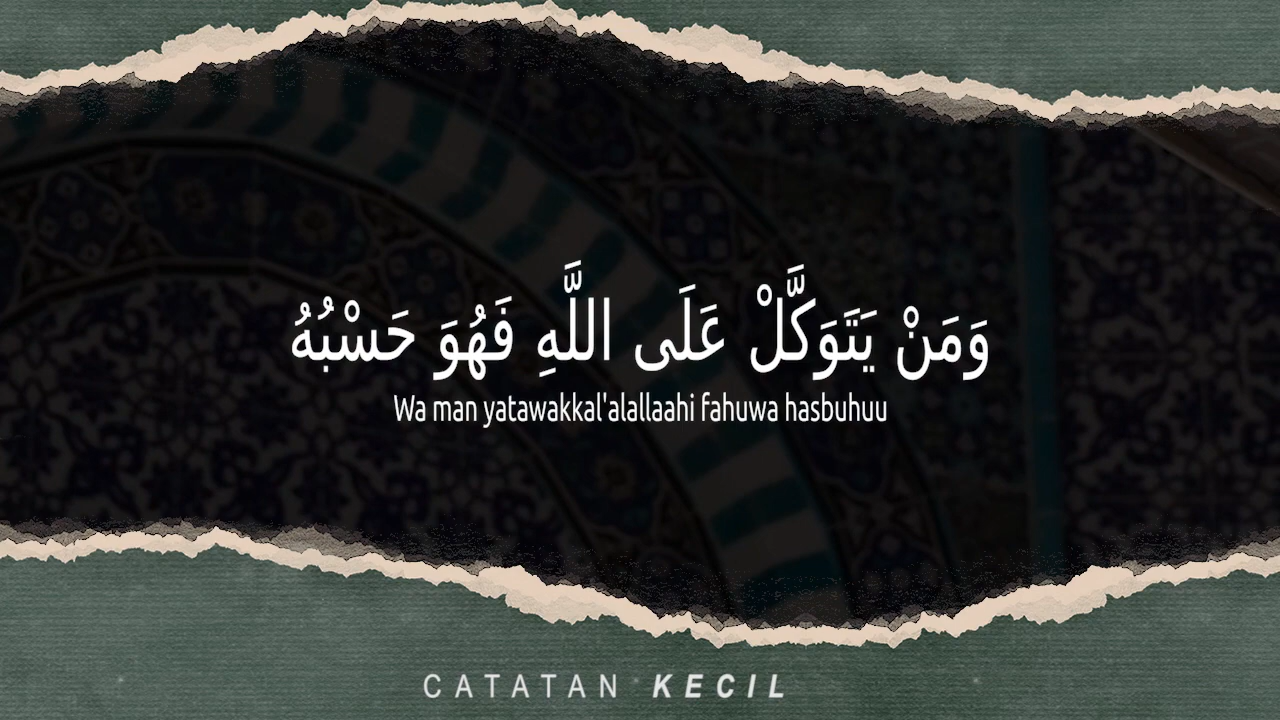 وَمَنْ يَتَوَكَّلْ عَلَى اللَّهِ فَهُوَ حَسْبُهُ
Wa man yatawakkal'alallaahi fahuwa hasbuhuu
CATATAN KECIL